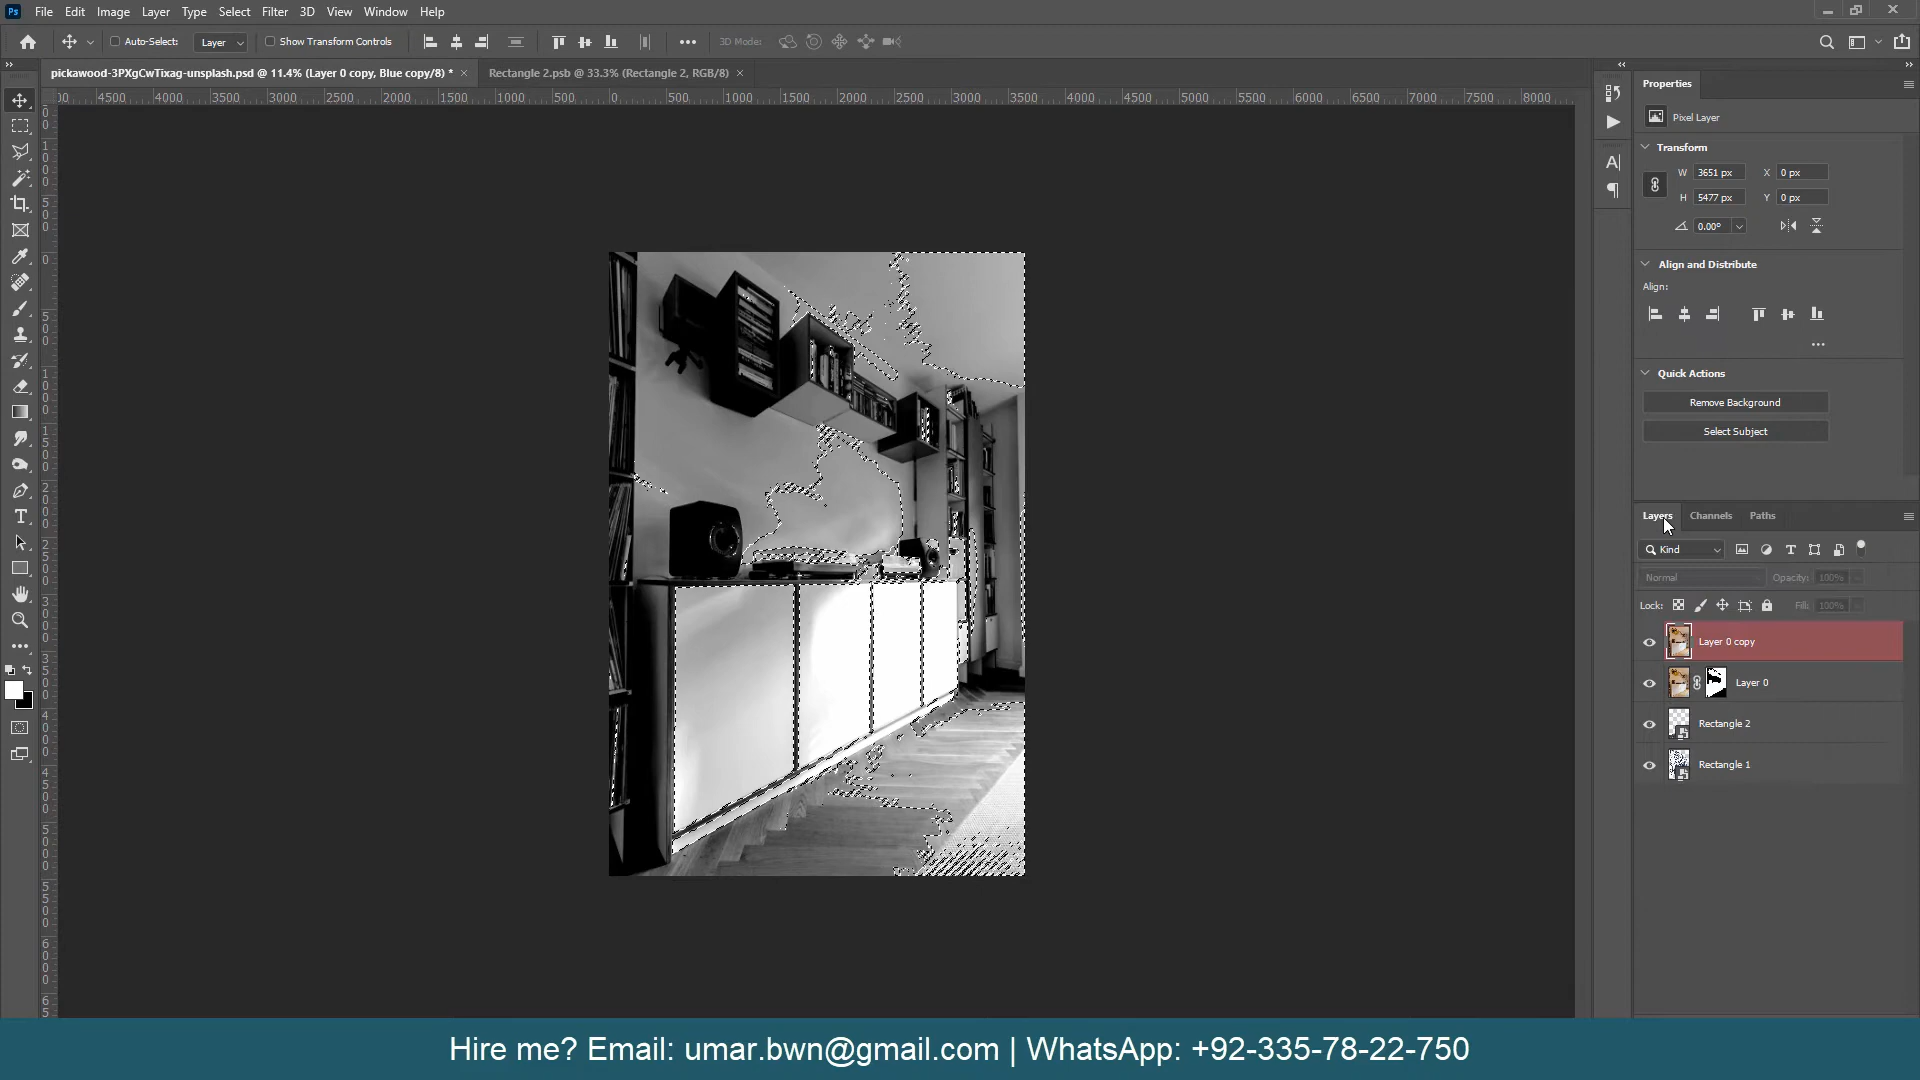 Ps File Edit Image Layer Type Select Filter 3D View Window Help
Auto-Select: Layer Show Transform Controls 3D Mode:
pickawood-3PXgCwTixag-unsplash.psd @ 11.4% (Layer 0 copy, Blue copy/8) * × Rectangle 2.psb @ 33.3% (Rectangle 2, RGB/8) ×
4500 4000 3500 3000 2500 2000 1500 1000 500 0 500 1000 1500 2000 2500 3000 3500 4000 4500 5000 5500 6000 6500 7000 7500 8000
Properties
Pixel Layer
Transform
W 3651 px X 0 px
H 5477 px Y 0 px
0.00°
Align and Distribute
Align:
Quick Actions
Remove Background
Select Subject
Layers Channels Paths
Kind
Normal Opacity: 100%
Lock: Fill: 100%
Layer 0 copy
Layer 0
Rectangle 2
Rectangle 1
Hire me? Email: umar.bwn@gmail.com | WhatsApp: +92-335-78-22-750